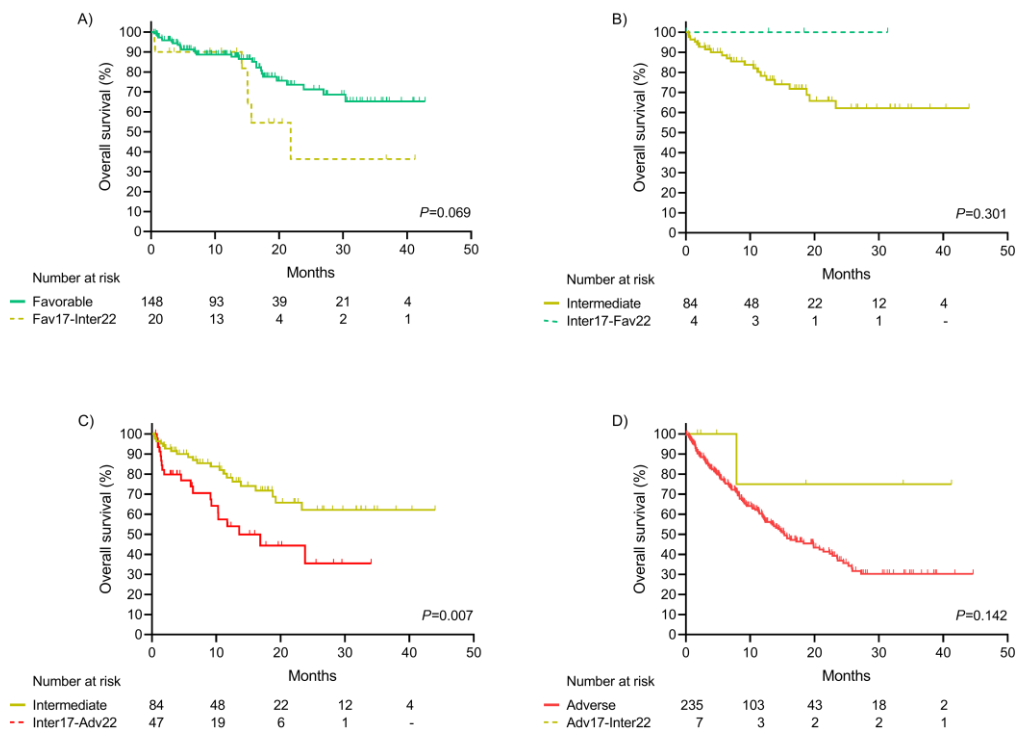 A)
Overall survival (%)
100
90
80
70
60
50
40
30
20
10
0
P=0.069
0 10 20 30 40 50
Months
Number at risk
Favorable 148 93 39 21 4
Fav17-Inter22 20 13 4 2 1
B)
Overall survival (%)
100
90
80
70
60
50
40
30
20
10
0
P=0.301
0 10 20 30 40 50
Months
Number at risk
Intermediate 84 48 22 12 4
Inter17-Fav22 4 3 1 1 -
C)
Overall survival (%)
100
90
80
70
60
50
40
30
20
10
0
P=0.007
0 10 20 30 40 50
Months
Number at risk
Intermediate 84 48 22 12 4
Inter17-Adv22 47 19 6 1 -
D)
Overall survival (%)
100
90
80
70
60
50
40
30
20
10
0
P=0.142
0 10 20 30 40 50
Months
Number at risk
Adverse 235 103 43 18 2
Adv17-Inter22 7 3 2 2 1